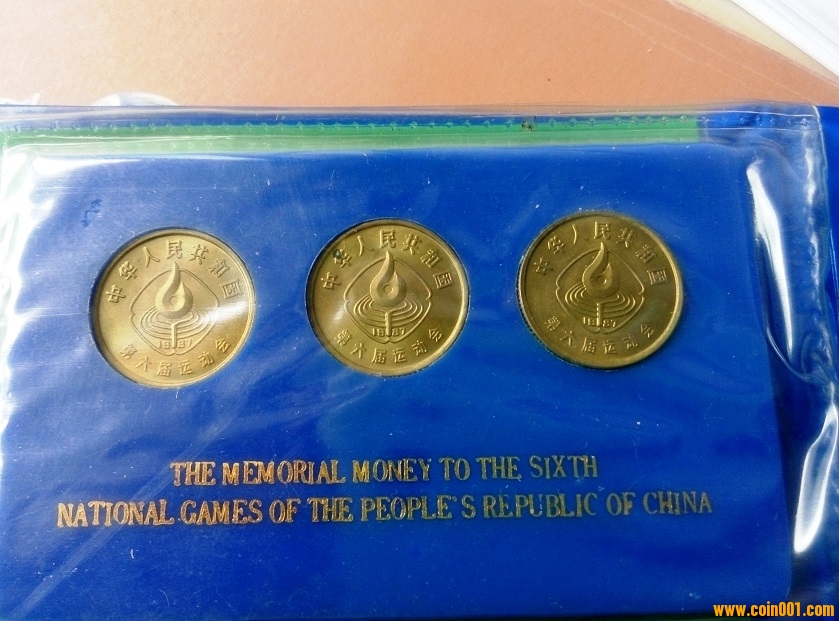 中华人民共和国
1987
第六届运动会
中华人民共和国
1987
第六届运动会
中华人民共和国
1987
第六届运动会
THE MEMORIAL MONEY TO THE SIXTH
NATIONAL GAMES OF THE PEOPLE'S REPUBLIC OF CHINA
www.coin001.com